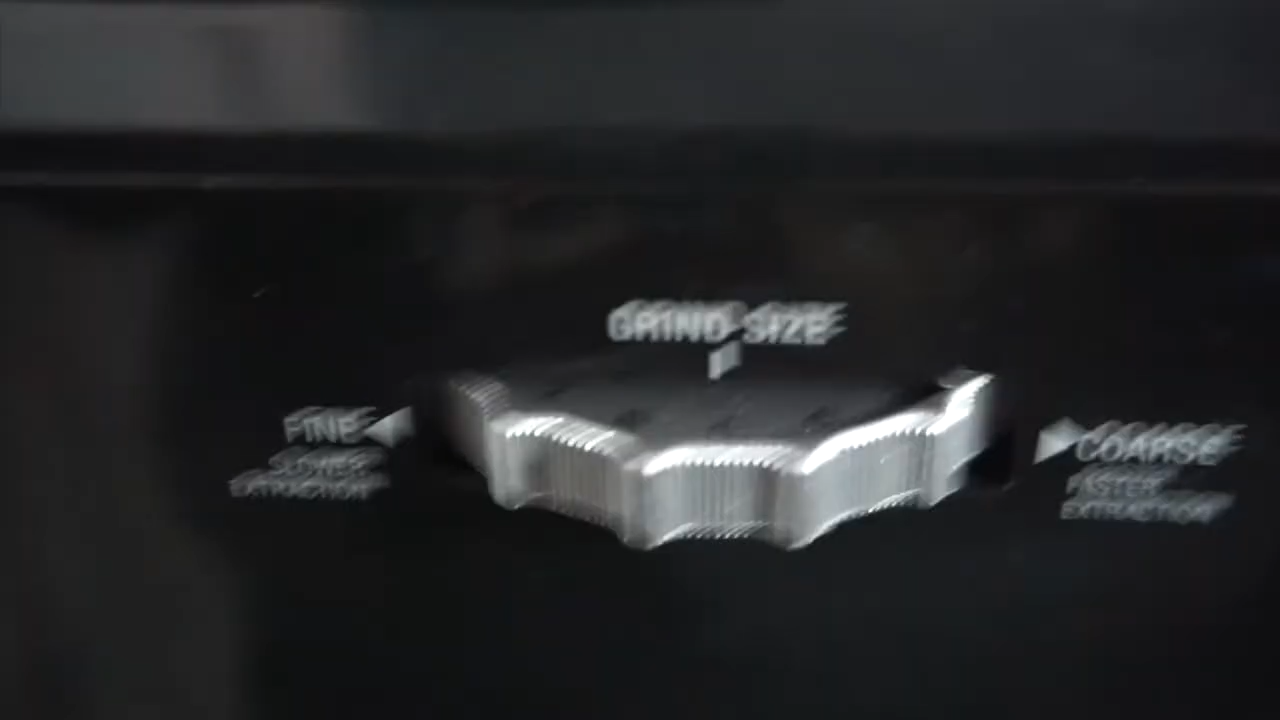 GRIND SIZE
FINE
SLOWER
EXTRACTION
COARSE
FASTER
EXTRACTION